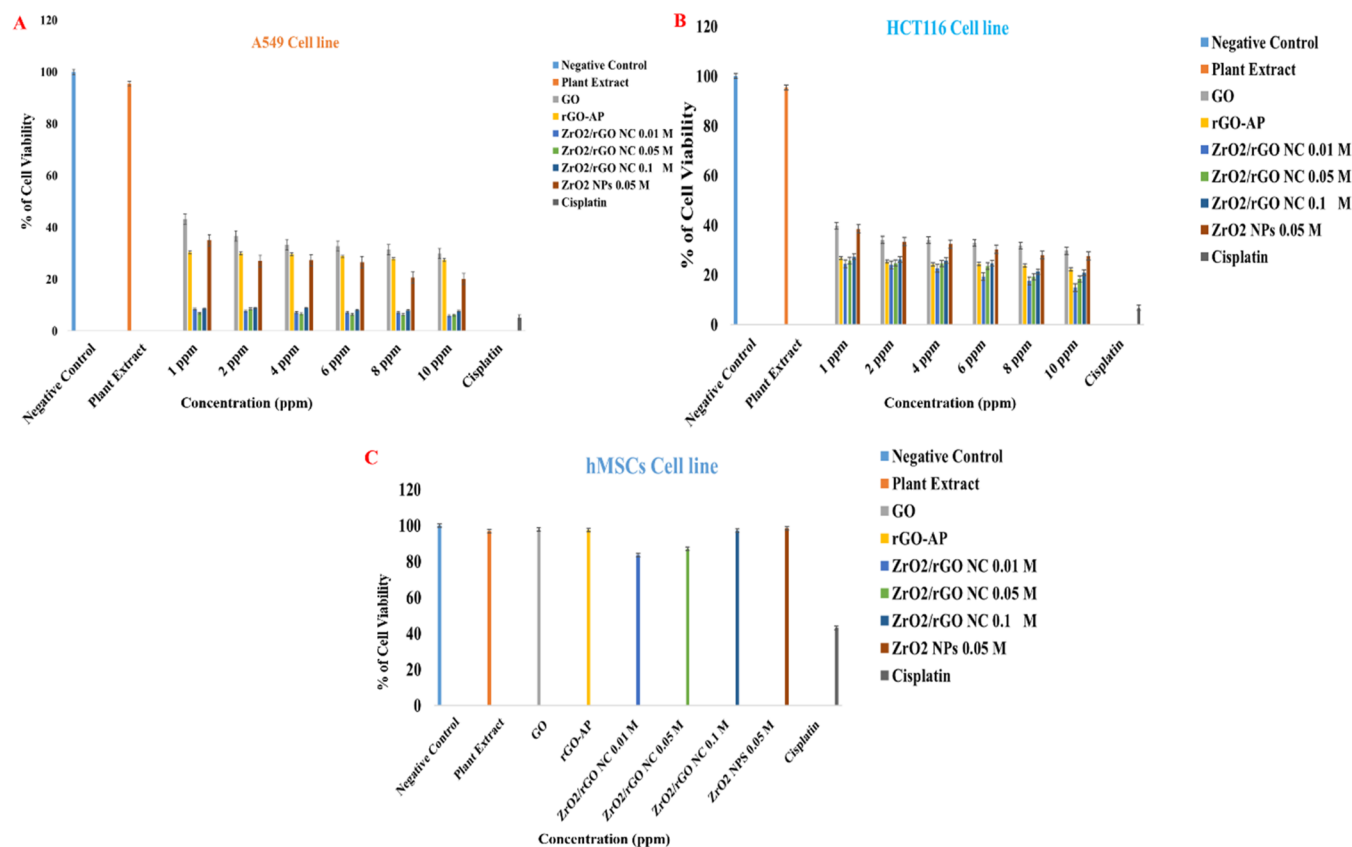 A
A549 Cell line
120
100
80
60
40
20
0
% of Cell Viability
Negative Control
Plant Extract
1 ppm
2 ppm
4 ppm
6 ppm
8 ppm
10 ppm
Cisplatin
Concentration (ppm)
Negative Control
Plant Extract
GO
rGO-AP
ZrO2/rGO NC 0.01 M
ZrO2/rGO NC 0.05 M
ZrO2/rGO NC 0.1 M
ZrO2 NPs 0.05 M
Cisplatin
B
HCT116 Cell line
120
100
80
60
40
20
0
% of Cell Viability
Negative Control
Plant Extract
1 ppm
2 ppm
4 ppm
6 ppm
8 ppm
10 ppm
Cisplatin
Concentration (ppm)
Negative Control
Plant Extract
GO
rGO-AP
ZrO2/rGO NC 0.01 M
ZrO2/rGO NC 0.05 M
ZrO2/rGO NC 0.1 M
ZrO2 NPs 0.05 M
Cisplatin
C
hMSCs Cell line
120
100
80
60
40
20
0
% of Cell Viability
Negative Control
Plant Extract
GO
rGO-AP
ZrO2/rGO NC 0.01 M
ZrO2/rGO NC 0.05 M
ZrO2/rGO NC 0.1 M
ZrO2 NPS 0.05 M
Cisplatin
Concentration (ppm)
Negative Control
Plant Extract
GO
rGO-AP
ZrO2/rGO NC 0.01 M
ZrO2/rGO NC 0.05 M
ZrO2/rGO NC 0.1 M
ZrO2 NPs 0.05 M
Cisplatin